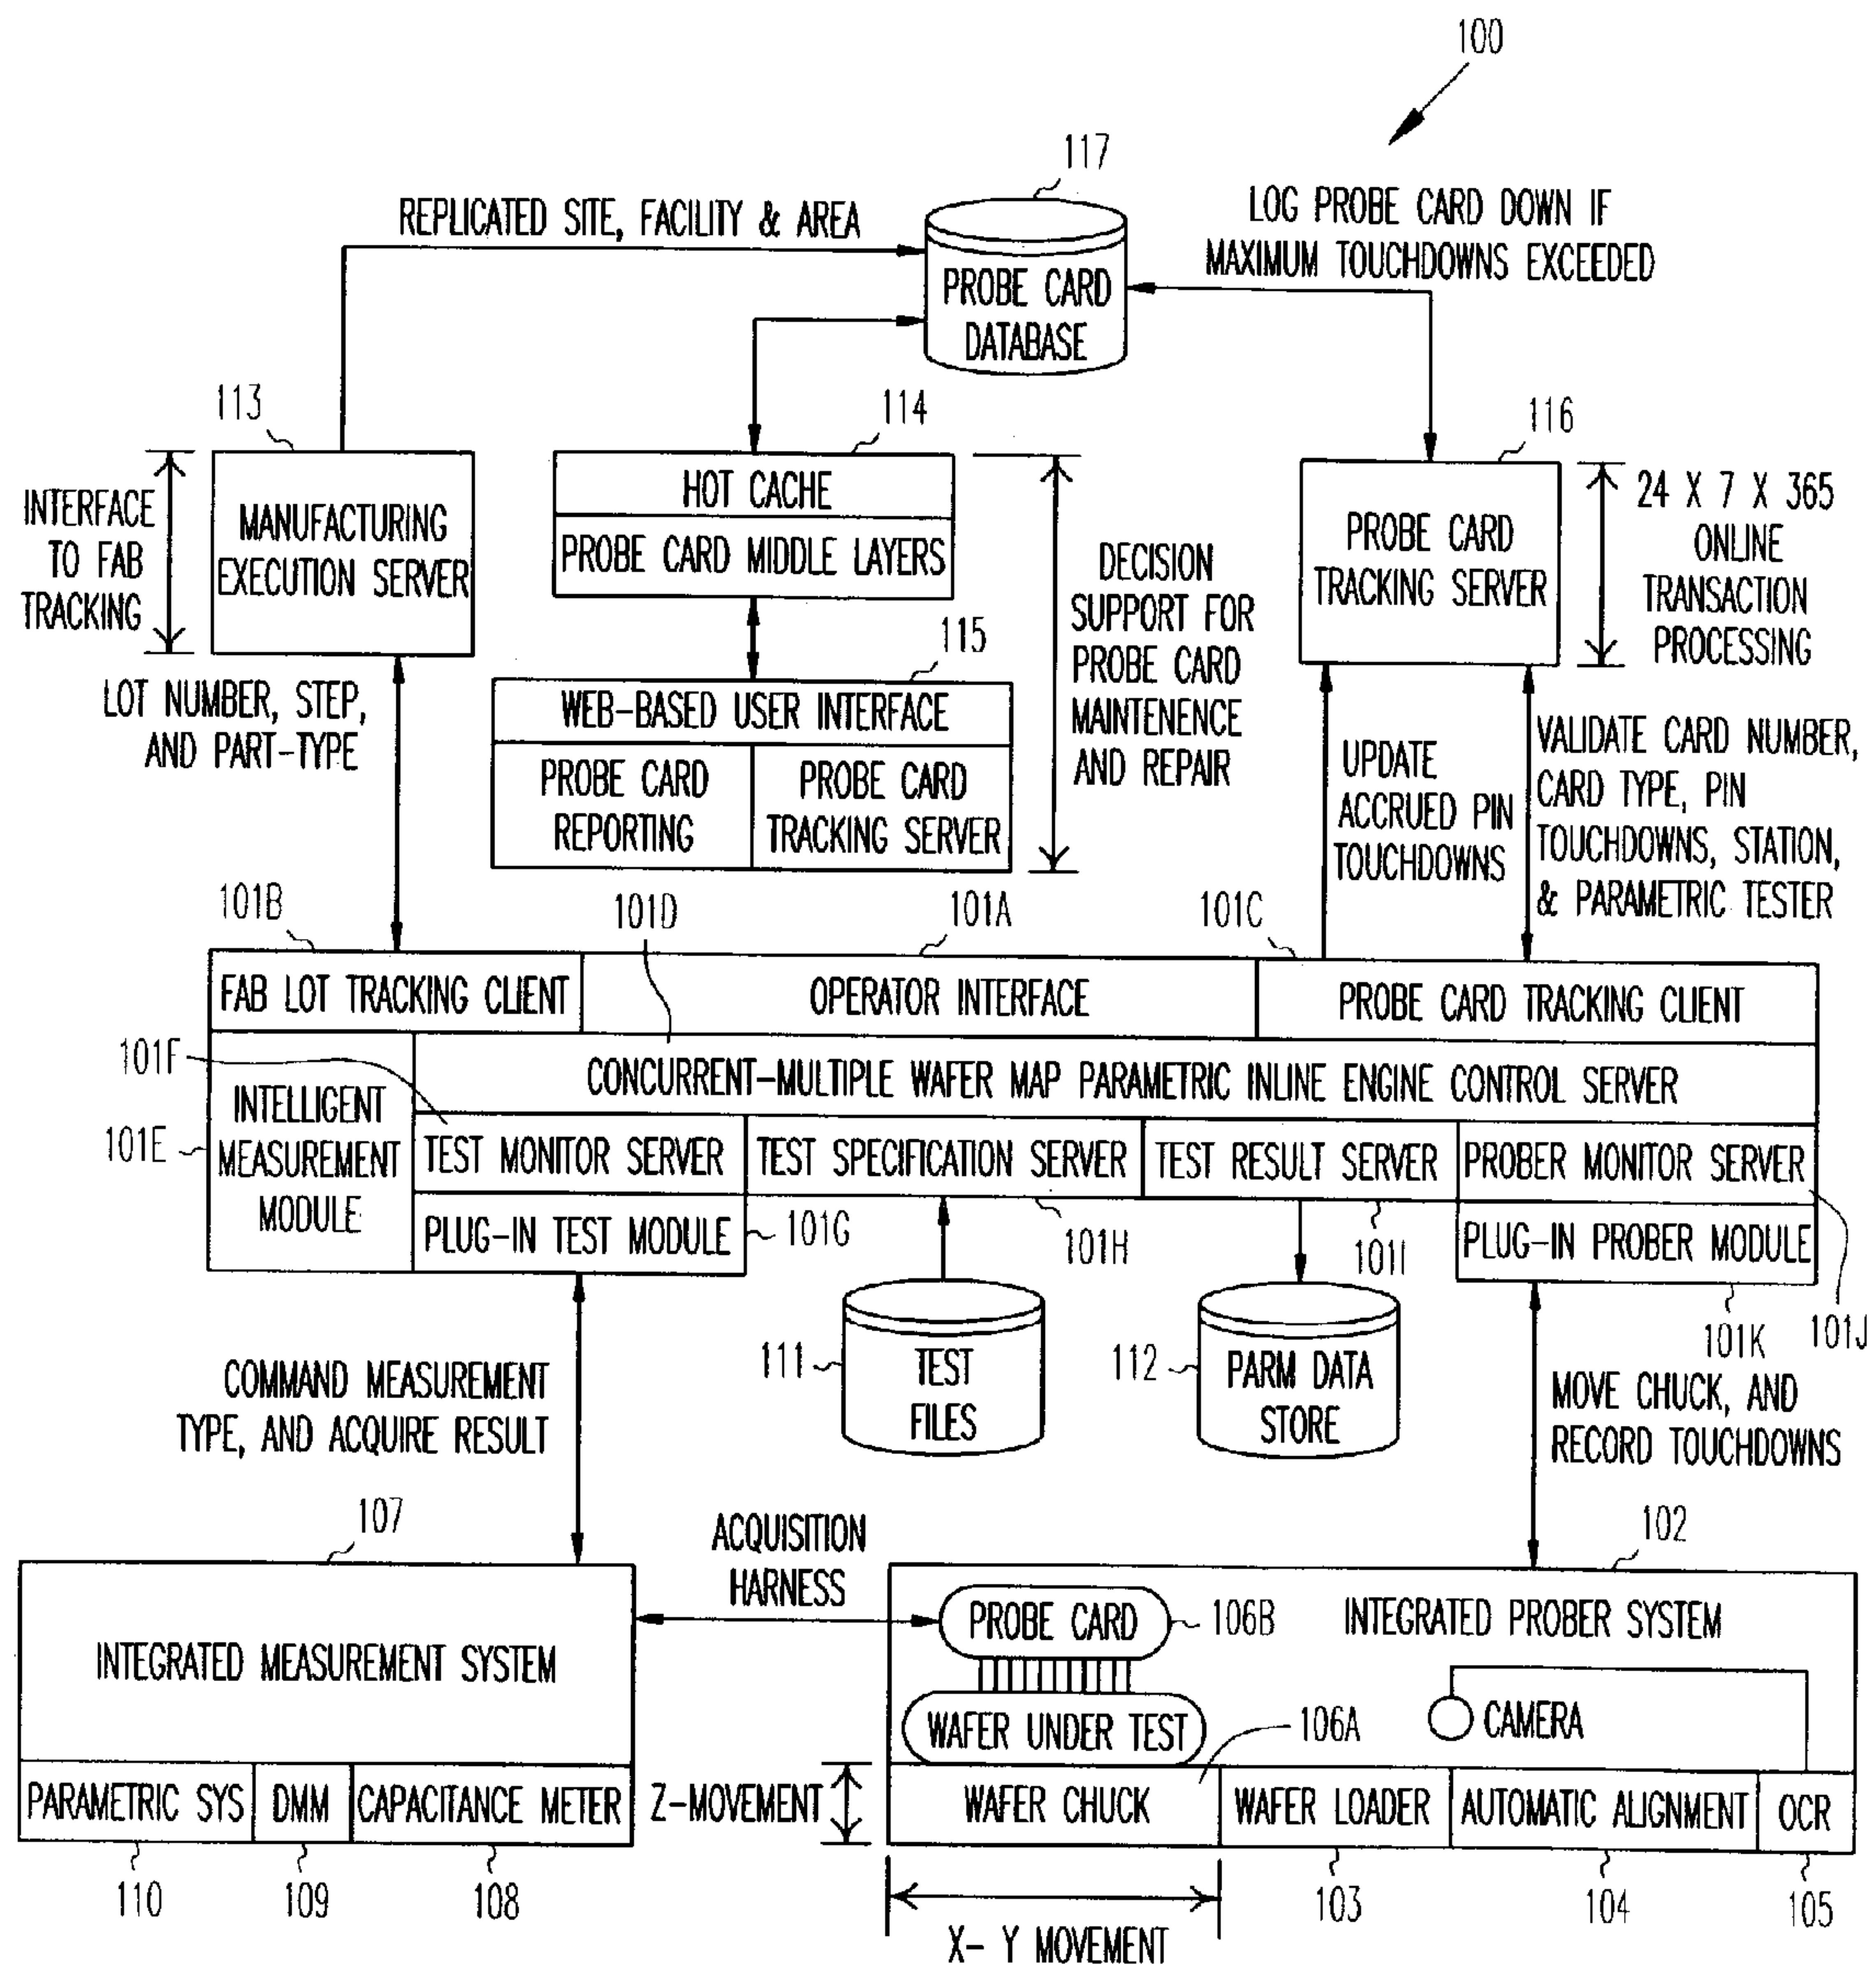 100
117
REPLICATED SITE, FACILITY & AREA
LOG PROBE CARD DOWN IF
MAXIMUM TOUCHDOWNS EXCEEDED
PROBE CARD
DATABASE
113
114
116
INTERFACE
TO FAB
TRACKING
MANUFACTURING
EXECUTION SERVER
HOT CACHE
PROBE CARD MIDDLE LAYERS
DECISION
SUPPORT FOR
PROBE CARD
MAINTENENCE
AND REPAIR
PROBE CARD
TRACKING SERVER
24 X 7 X 365
ONLINE
TRANSACTION
PROCESSING
LOT NUMBER, STEP,
AND PART-TYPE
115
WEB-BASED USER INTERFACE
PROBE CARD
REPORTING
PROBE CARD
TRACKING SERVER
UPDATE
ACCRUED PIN
TOUCHDOWNS
VALIDATE CARD NUMBER,
CARD TYPE, PIN
TOUCHDOWNS, STATION,
& PARAMETRIC TESTER
101B
101D
101A
101C
FAB LOT TRACKING CLIENT
OPERATOR INTERFACE
PROBE CARD TRACKING CLIENT
101F
CONCURRENT-MULTIPLE WAFER MAP PARAMETRIC INLINE ENGINE CONTROL SERVER
101E
INTELLIGENT
MEASUREMENT
MODULE
TEST MONITOR SERVER
TEST SPECIFICATION SERVER
TEST RESULT SERVER
PROBER MONITOR SERVER
PLUG-IN TEST MODULE
101G
101H
101I
PLUG-IN PROBER MODULE
101K
101J
COMMAND MEASUREMENT
TYPE, AND ACQUIRE RESULT
111
TEST
FILES
112
PARM DATA
STORE
MOVE CHUCK, AND
RECORD TOUCHDOWNS
107
ACQUISITION
HARNESS
102
INTEGRATED MEASUREMENT SYSTEM
PROBE CARD
106B
INTEGRATED PROBER SYSTEM
WAFER UNDER TEST
106A
CAMERA
PARAMETRIC SYS
DMM
CAPACITANCE METER
Z-MOVEMENT
WAFER CHUCK
WAFER LOADER
AUTOMATIC ALIGNMENT
OCR
110
109
108
103
104
105
X- Y MOVEMENT